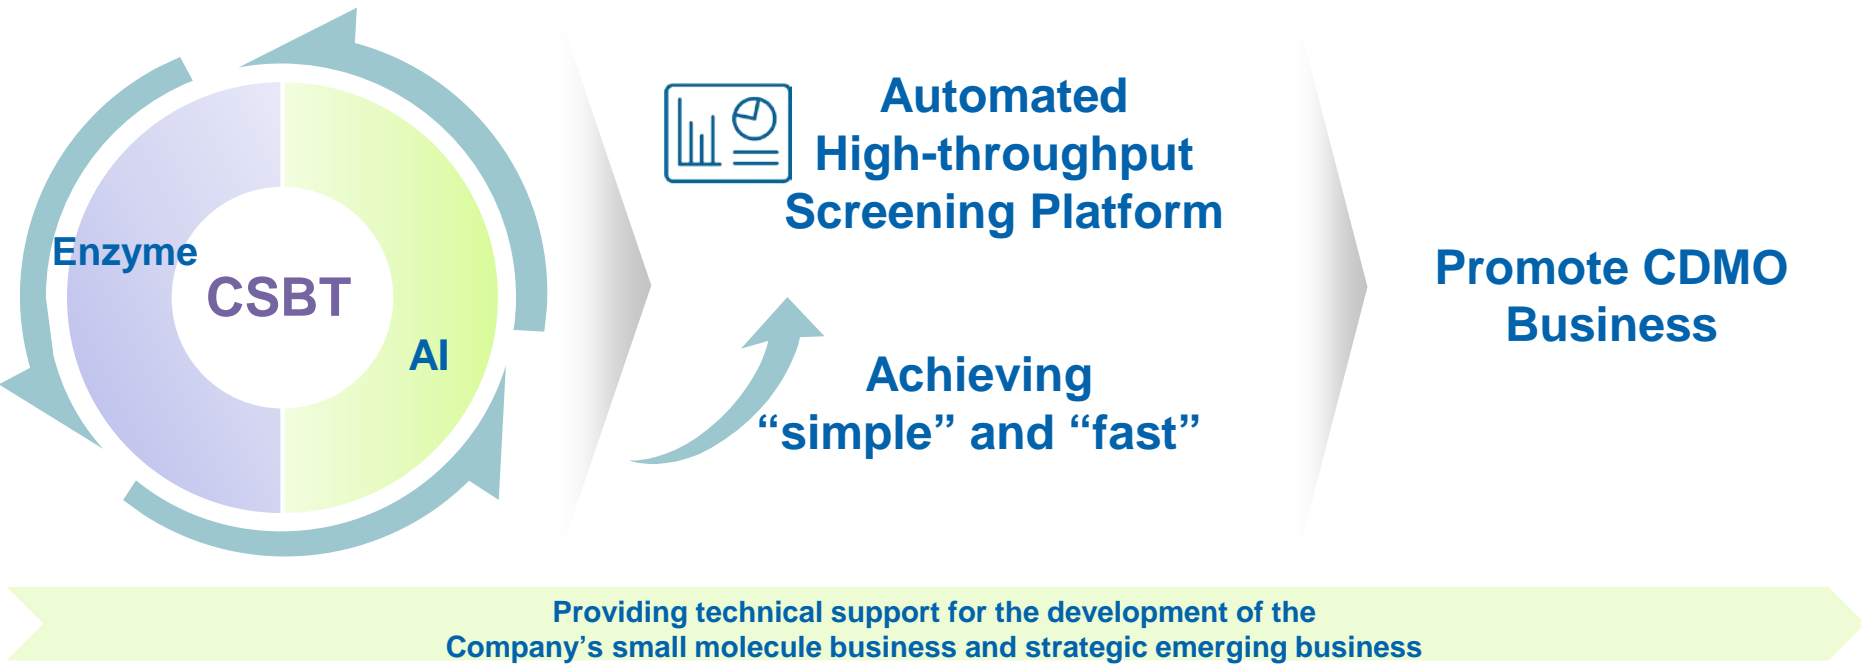 Enzyme
CSBT
AI
Automated
High-throughput
Screening Platform
Achieving
“simple” and “fast”
Promote CDMO
Business
Providing technical support for the development of the
Company’s small molecule business and strategic emerging business